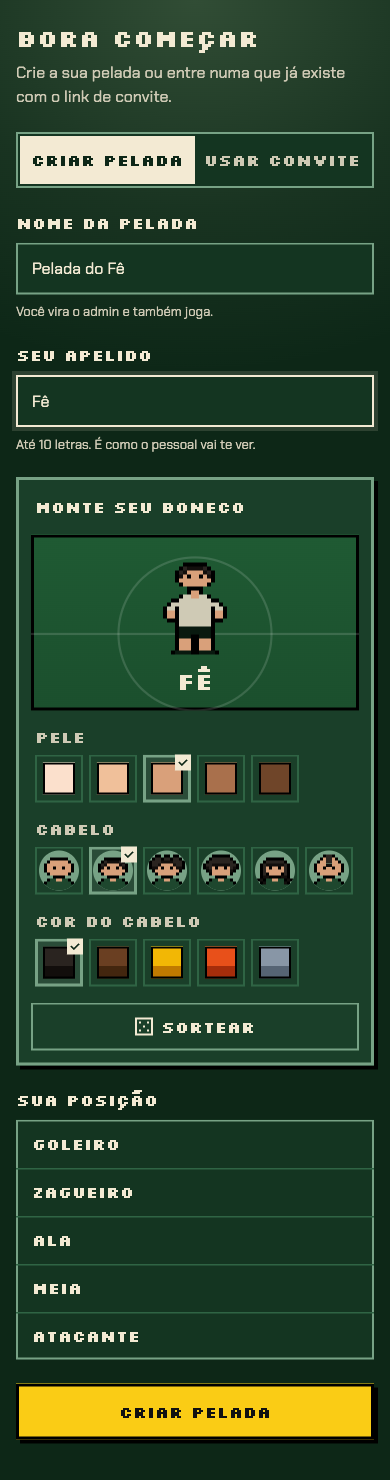 BORA COMEÇAR
Crie a sua pelada ou entre numa que já existe
com o link de convite.
CRIAR PELADA
USAR CONVITE
NOME DA PELADA
Pelada do Fê
Você vira o admin e também joga.
SEU APELIDO
Fê
Até 10 letras. É como o pessoal vai te ver.
MONTE SEU BONECO
FÊ
PELE
CABELO
COR DO CABELO
SORTEAR
SUA POSIÇÃO
GOLEIRO
ZAGUEIRO
ALA
MEIA
ATACANTE
CRIAR PELADA